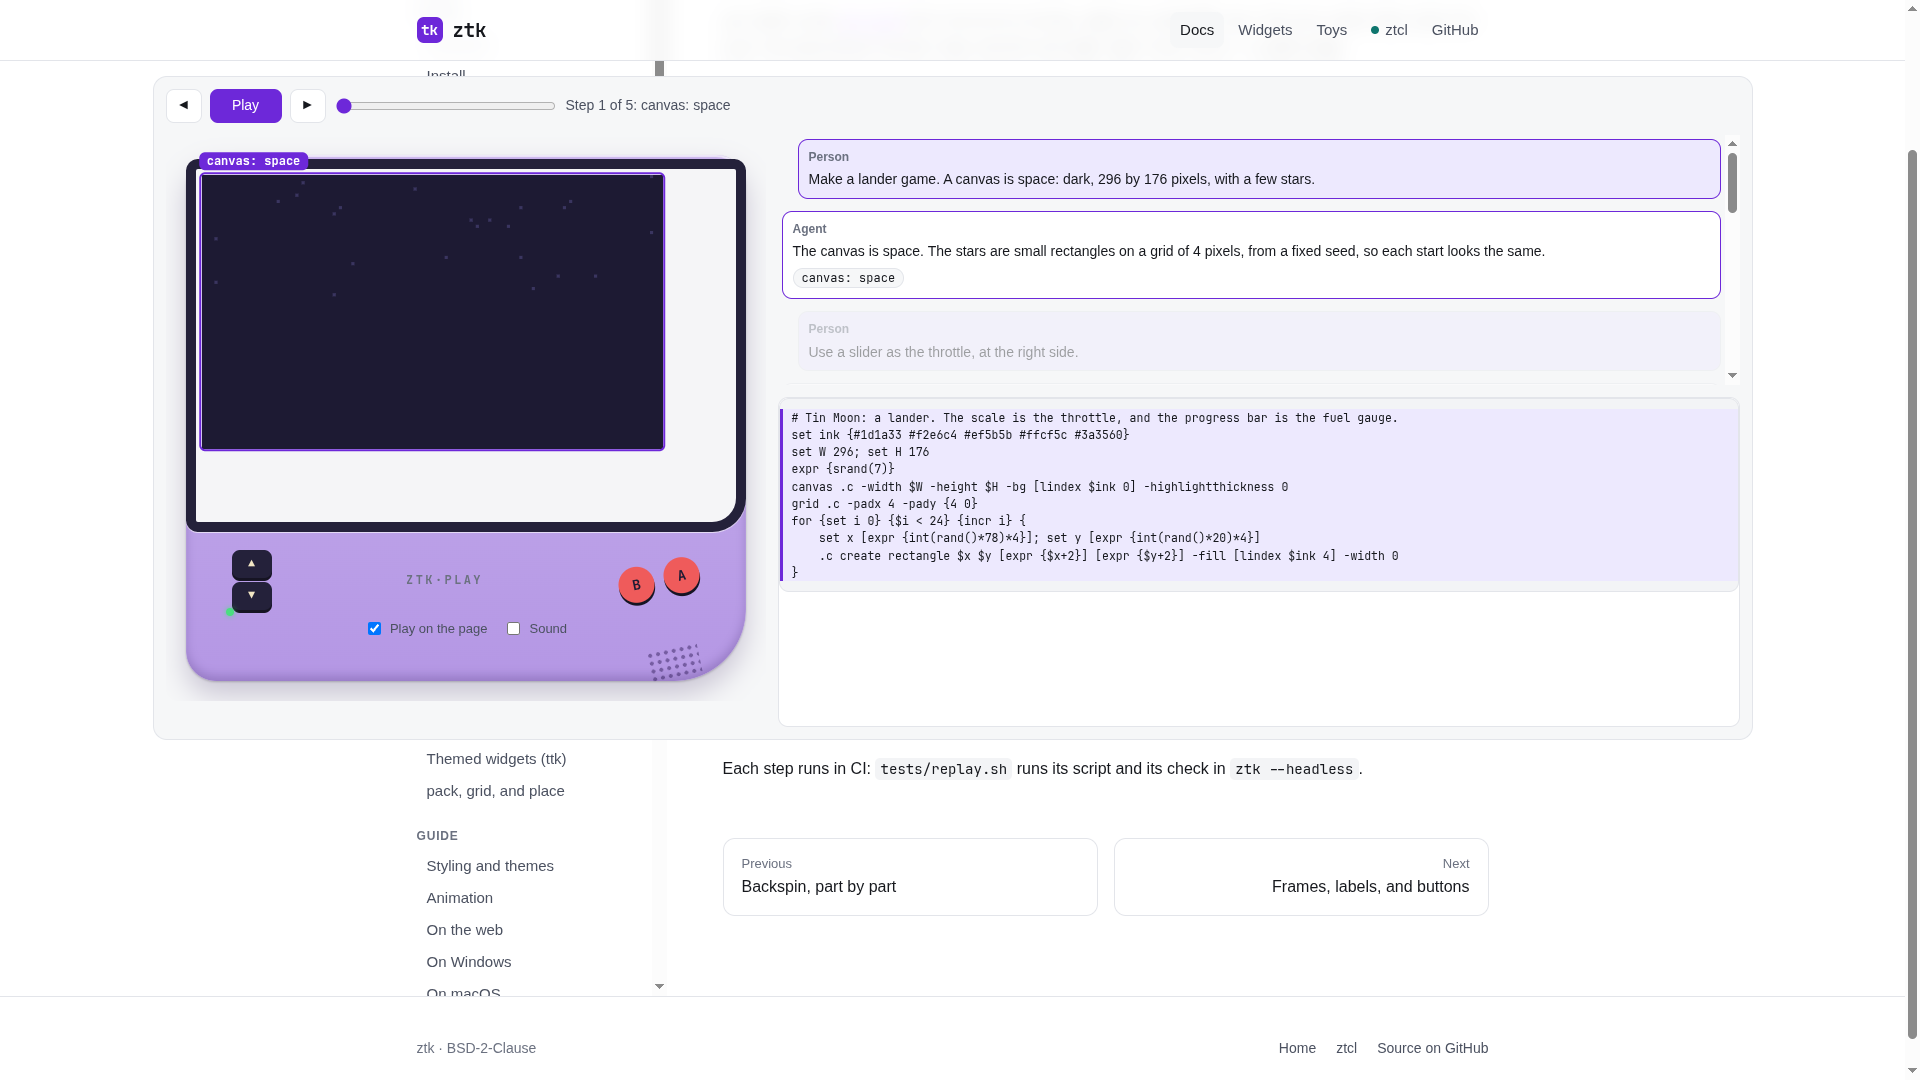 tk ztk
Docs Widgets Toys ztcl GitHub
Install
◄ Play ► Step 1 of 5: canvas: space
canvas: space
Person
Make a lander game. A canvas is space: dark, 296 by 176 pixels, with a few stars.
Agent
The canvas is space. The stars are small rectangles on a grid of 4 pixels, from a fixed seed, so each start looks the same.
canvas: space
Person
Use a slider as the throttle, at the right side.
# Tin Moon: a lander. The scale is the throttle, and the progress bar is the fuel gauge.
set ink {#1d1a33 #f2e6c4 #ef5b5b #ffcf5c #3a3560}
set W 296; set H 176
expr {srand(7)}
canvas .c -width $W -height $H -bg [lindex $ink 0] -highlightthickness 0
grid .c -padx 4 -pady {4 0}
for {set i 0} {$i < 24} {incr i} {
    set x [expr {int(rand()*78)*4}]; set y [expr {int(rand()*20)*4}]
    .c create rectangle $x $y [expr {$x+2}] [expr {$y+2}] -fill [lindex $ink 4] -width 0
}
▲
▼
ZTK·PLAY
B A
Play on the page Sound
Themed widgets (ttk)
pack, grid, and place
GUIDE
Styling and themes
Animation
On the web
On Windows
On macOS
Each step runs in CI: tests/replay.sh runs its script and its check in ztk --headless.
Previous
Backspin, part by part
Next
Frames, labels, and buttons
ztk · BSD-2-Clause
Home ztcl Source on GitHub